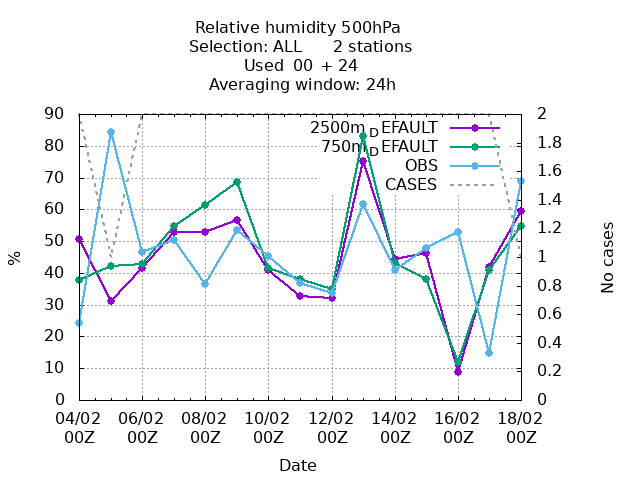 Relative humidity 500hPa
Selection: ALL 2 stations
Used 00 + 24
Averaging window: 24h
2500m_DEFAULT
750m_DEFAULT
OBS
CASES
90
80
70
60
50
40
30
20
10
0
%
2
1.8
1.6
1.4
1.2
1
0.8
0.6
0.4
0.2
0
No cases
04/02 06/02 08/02 10/02 12/02 14/02 16/02 18/02
00Z 00Z 00Z 00Z 00Z 00Z 00Z 00Z
Date